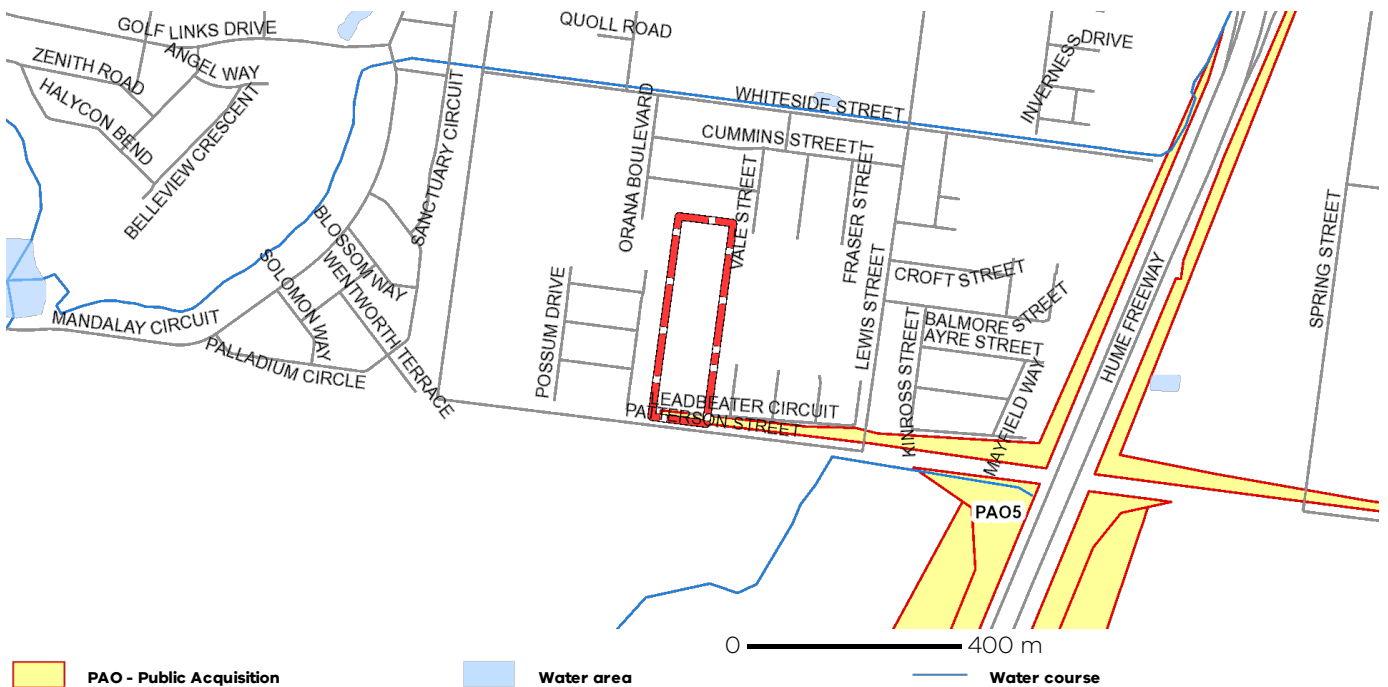 GOLF LINKS DRIVE
QUOLL ROAD
ZENITH ROAD
ANGEL WAY
HALYCON BEND
BELLEVIEW CRESCENT
SANCTUARY CIRCUIT
ORANA BOULEVARD
WHITESIDE STREET
CUMMINS STREET
INVERNESS
DRIVE
VALE STREET
FRASER STREET
LEWIS STREET
CROFT STREET
BALMORE STREET
AYRE STREET
HUME FREEWAY
SPRING STREET
BLOSSOM WAY
SOLOMON WAY
WENTWORTH TERRACE
MANDALAY CIRCUIT
PALLADIUM CIRCLE
POSSUM DRIVE
EADBEATER CIRCUIT
PATTERSON STREET
KINROSS STREET
MAYFIELD WAY
PAO5
0 400 m
PAO - Public Acquisition
Water area
Water course